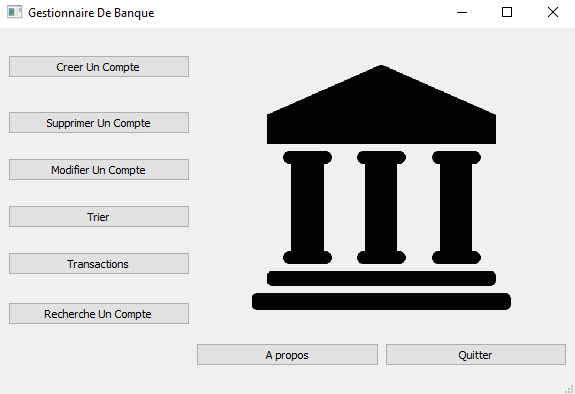 Gestionnaire De Banque
Creer Un Compte
Supprimer Un Compte
Modifier Un Compte
Trier
Transactions
Recherche Un Compte
A propos
Quitter